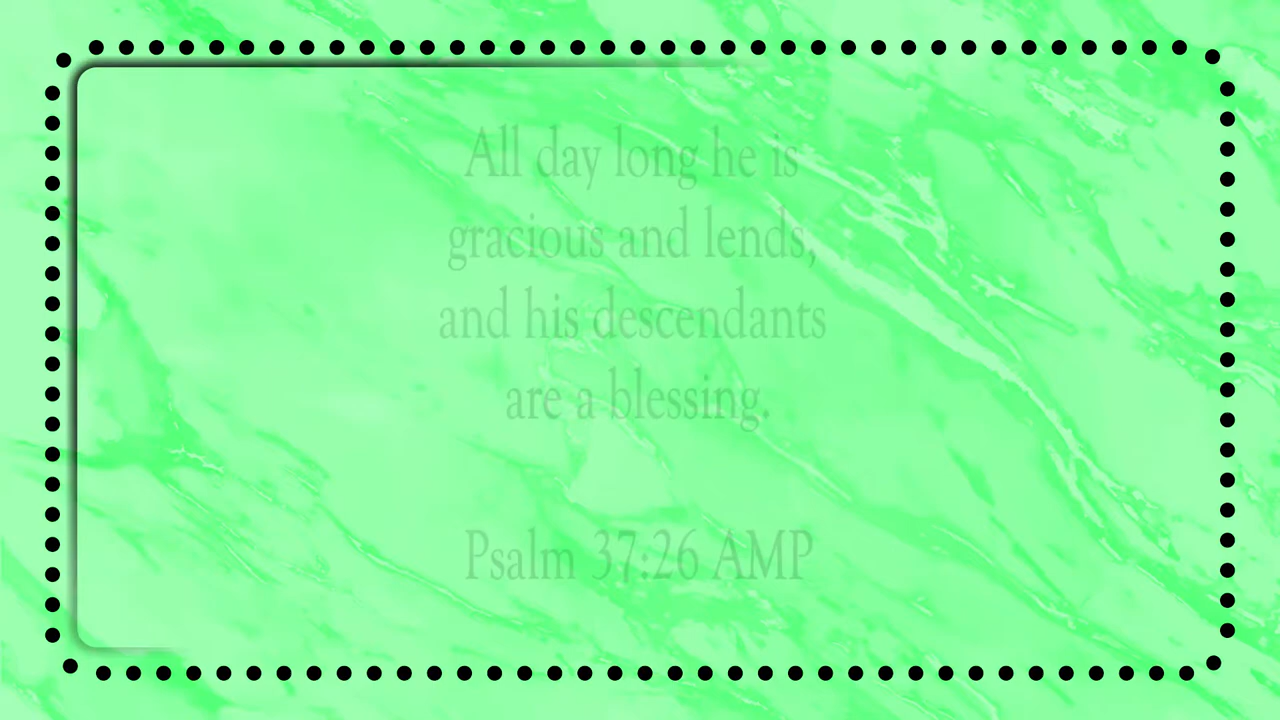 All day long he is
gracious and lends,
and his descendants
are a blessing.
Psalm 37:26 AMP